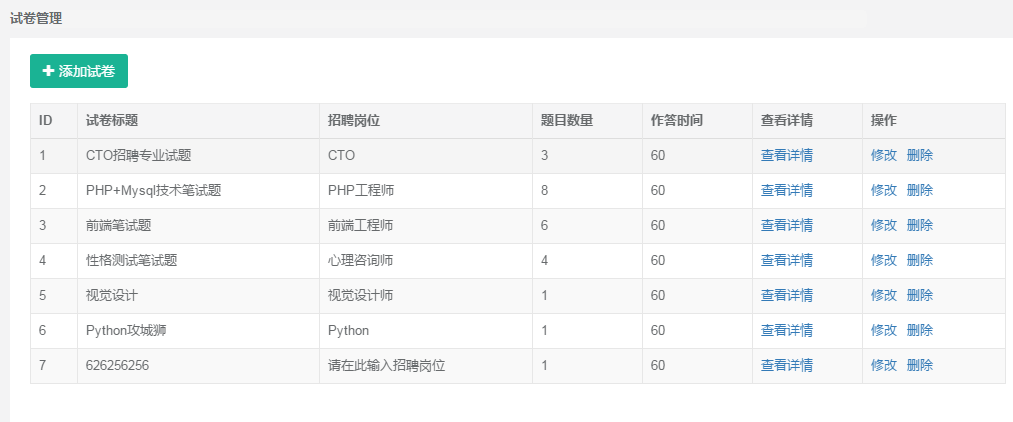 试卷管理
添加试卷
ID 试卷标题 招聘岗位 题目数量 作答时间 查看详情 操作
1 CTO招聘专业试题 CTO 3 60 查看详情 修改 删除
2 PHP+Mysql技术笔试题 PHP工程师 8 60 查看详情 修改 删除
3 前端笔试题 前端工程师 6 60 查看详情 修改 删除
4 性格测试笔试题 心理咨询师 4 60 查看详情 修改 删除
5 视觉设计 视觉设计师 1 60 查看详情 修改 删除
6 Python攻城狮 Python 1 60 查看详情 修改 删除
7 626256256 请在此输入招聘岗位 1 60 查看详情 修改 删除